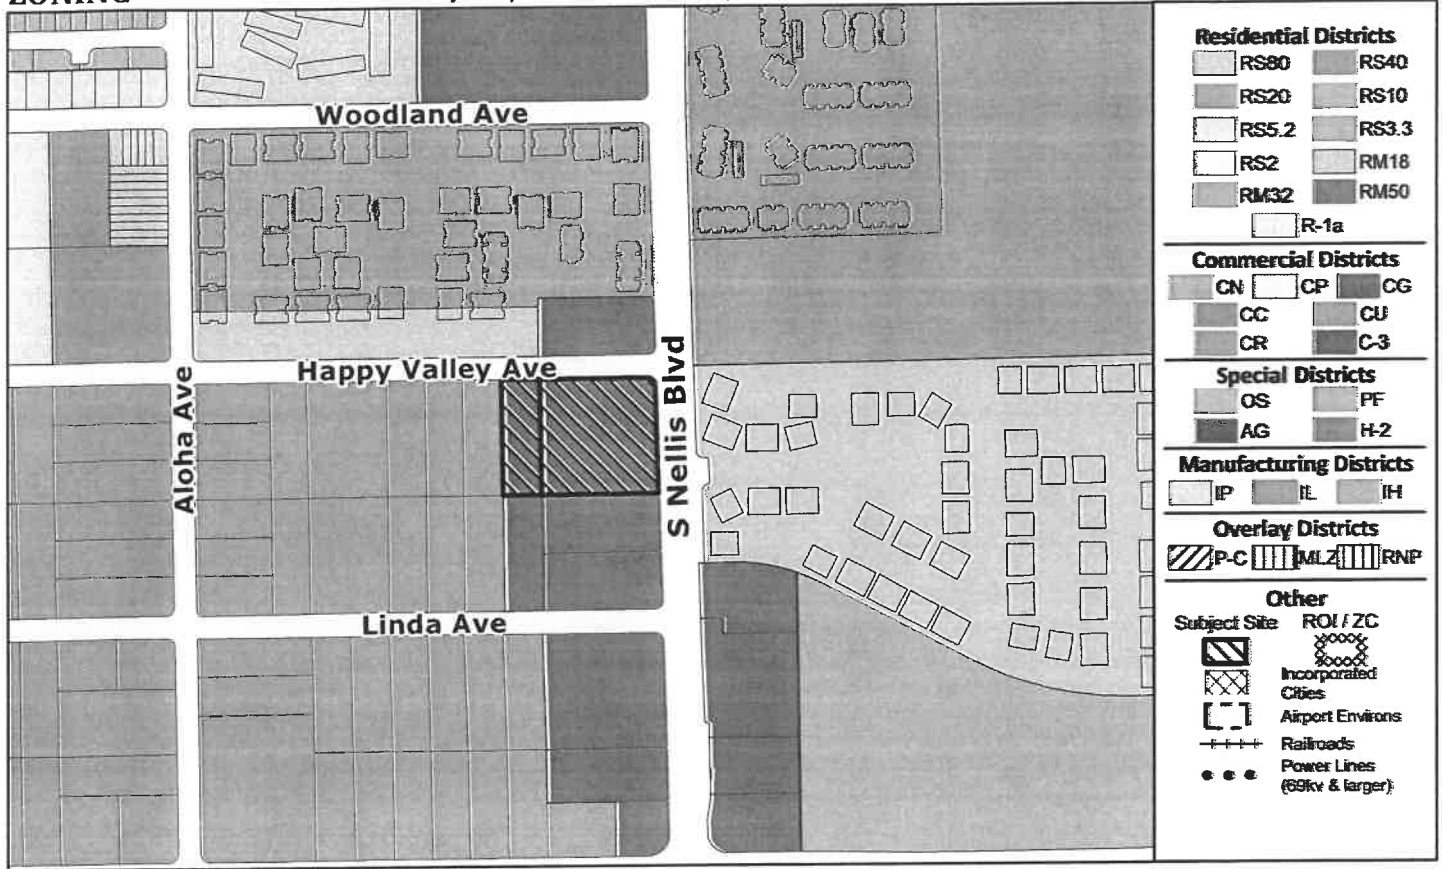 ZONING
Woodland Ave
Happy Valley Ave
Aloha Ave
S Nellis Blvd
Linda Ave
Residential Districts
RS80 RS40
RS20 RS10
RS5.2 RS3.3
RS2 RM18
RM32 RM50
R-1a
Commercial Districts
CN CP CG
CC CU
CR C-3
Special Districts
OS PF
AG H-2
Manufacturing Districts
IP IL IH
Overlay Districts
P-C MLZ RNP
Other
Subject Site ROI / ZC
Incorporated
Cities
Airport Environs
Railroads
Power Lines
(69kv & larger)